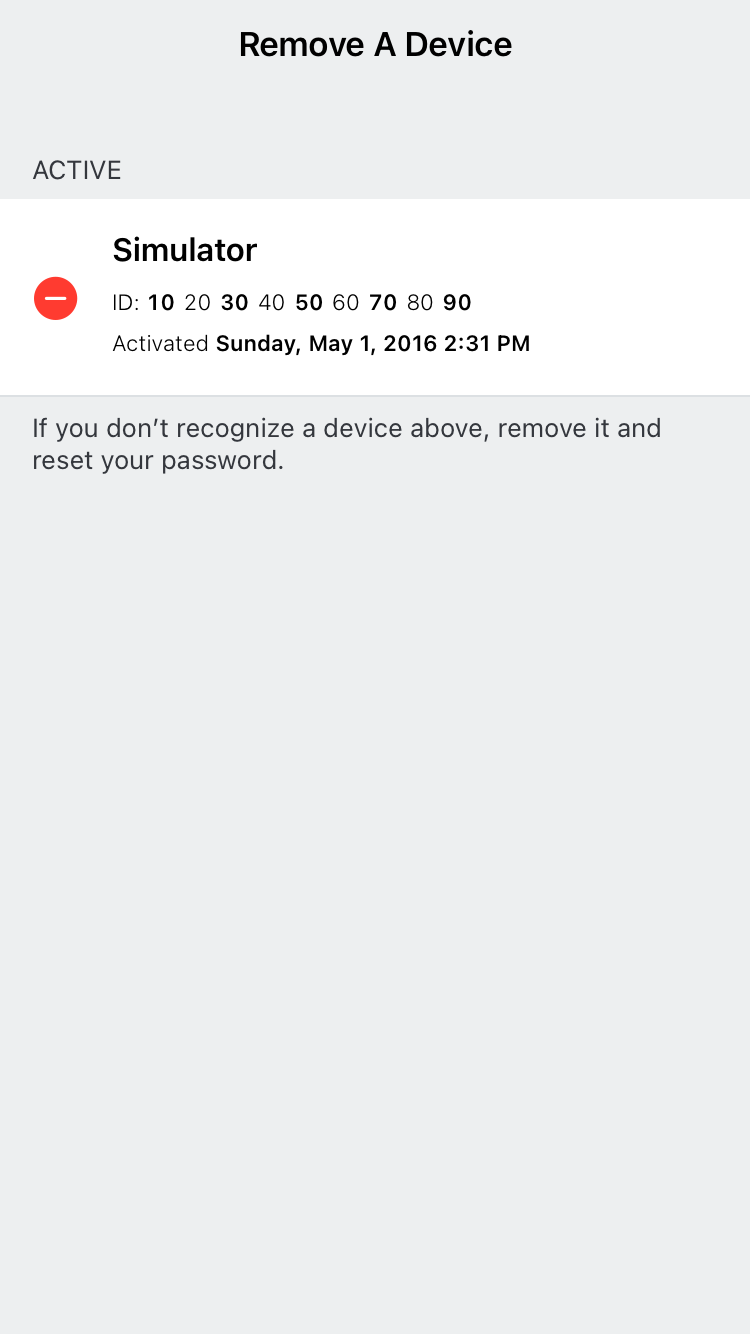 Remove A Device
ACTIVE
Simulator
ID: 10 20 30 40 50 60 70 80 90
Activated Sunday, May 1, 2016 2:31 PM
If you don’t recognize a device above, remove it and
reset your password.